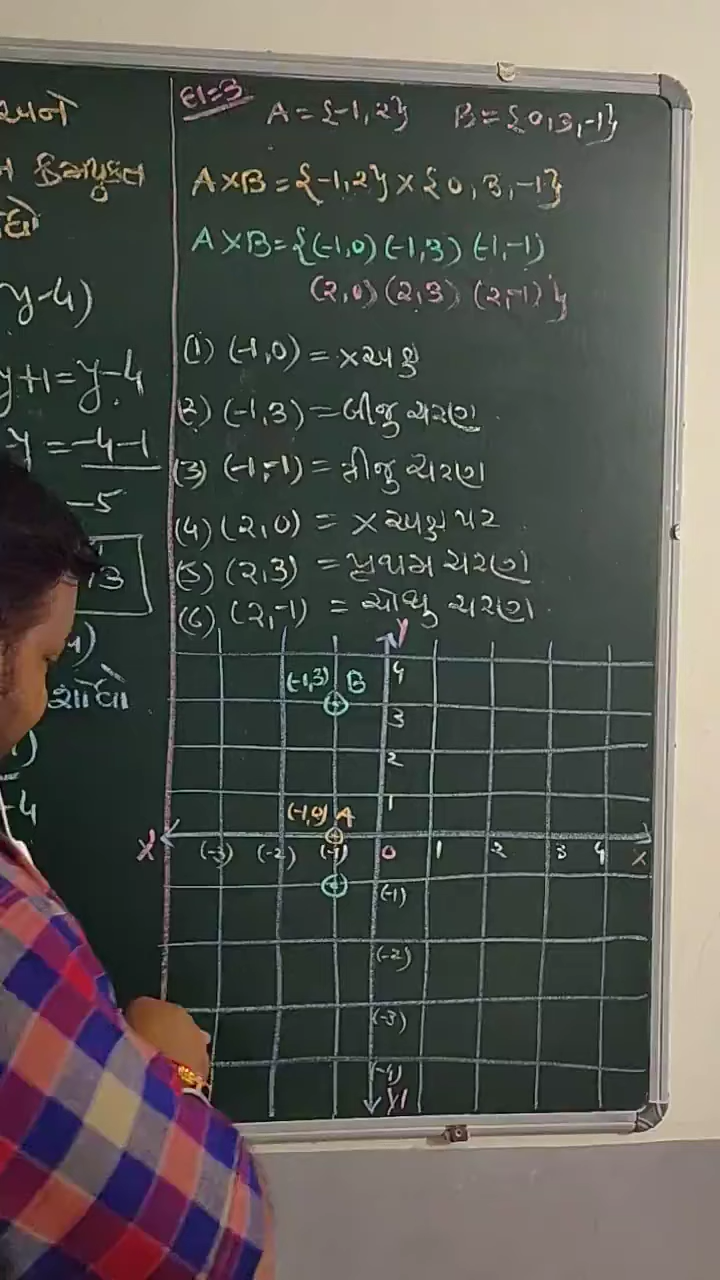 અને
ક્રમયુક્ત
y-4)
y+1=y-4
y = -4-1
-5
13
શોધો
-4
દા=3 A={-1,2} B={0,3,-1}
A×B={-1,2}×{0,3,-1}
A×B={(-1,0)(-1,3)(-1,-1)
(2,0)(2,3)(2,-1)}
(1) (-1,0)=x અક્ષ
(2) (-1,3)=બીજુ ચરણ
(3) (-1,-1)=ત્રીજુ ચરણ
(4) (2,0) = x અક્ષ પર
(5) (2,3) =પ્રથમ ચરણ
(6) (2,-1) = ચોથુ ચરણ
y
(-1,3) B 4
3
2
(-1,0) A 1
x' (-3) (-2) (-1) 0 1 2 3 4 x
(-1)
(-2)
(-3)
(-4)
y'